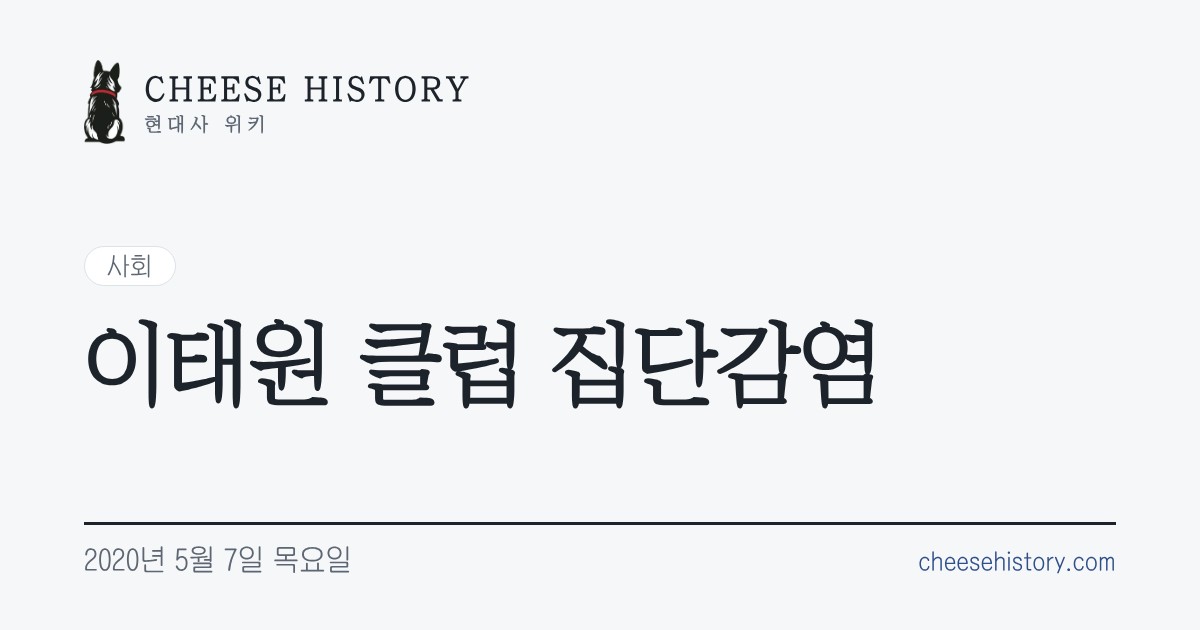 CHEESE HISTORY
현대사 위키
사회
이태원 클럽 집단감염
2020년 5월 7일 목요일
cheesehistory.com